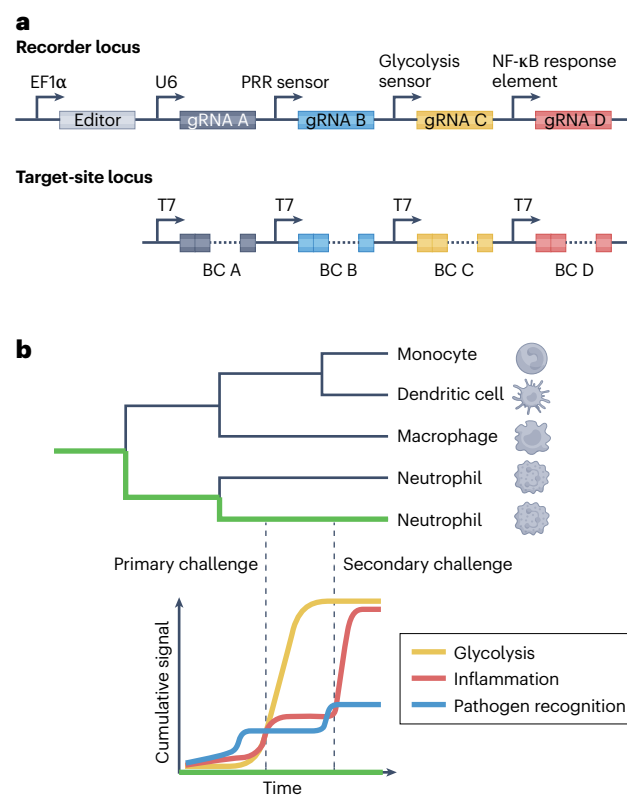 a
Recorder locus
EF1α
U6
PRR sensor
Glycolysis
sensor
NF-κB response
element
Editor
gRNA A
gRNA B
gRNA C
gRNA D
Target-site locus
T7
T7
T7
T7
BC A
BC B
BC C
BC D
b
Monocyte
Dendritic cell
Macrophage
Neutrophil
Neutrophil
Primary challenge
Secondary challenge
Cumulative signal
Time
Glycolysis
Inflammation
Pathogen recognition